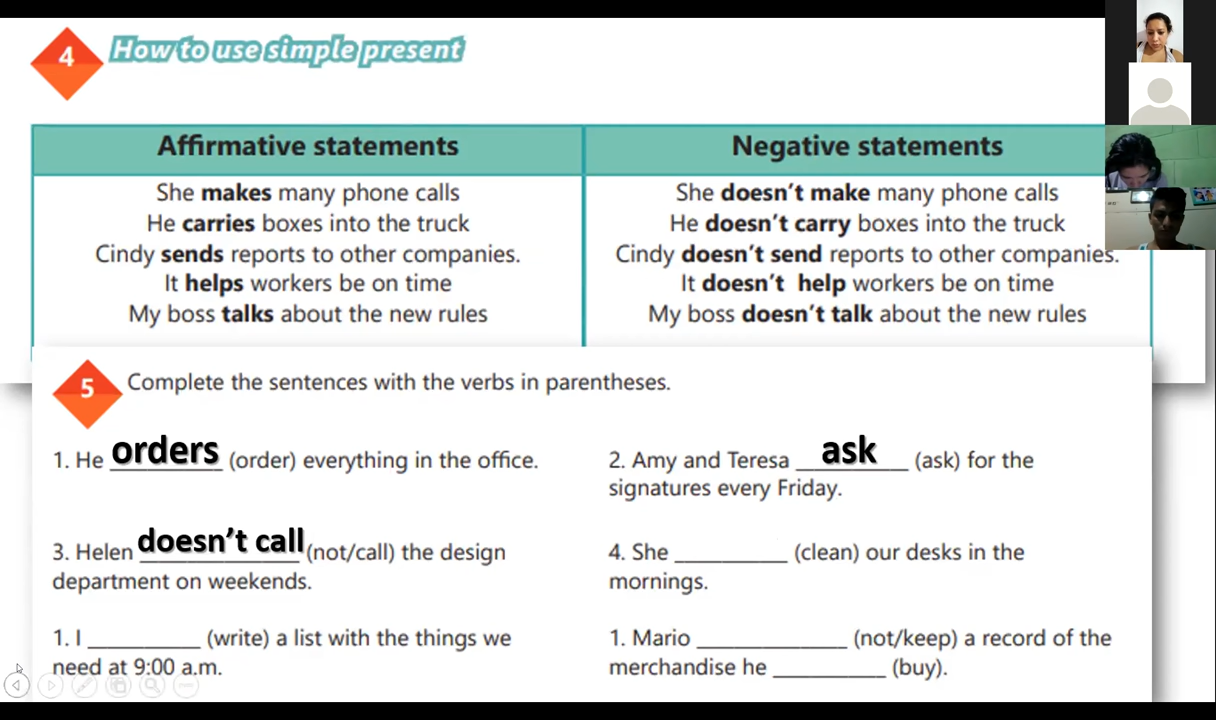 4 How to use simple present
Affirmative statements
She makes many phone calls
He carries boxes into the truck
Cindy sends reports to other companies.
It helps workers be on time
My boss talks about the new rules
Negative statements
She doesn't make many phone calls
He doesn't carry boxes into the truck
Cindy doesn't send reports to other companies.
It doesn't help workers be on time
My boss doesn't talk about the new rules
5 Complete the sentences with the verbs in parentheses.
1. He orders (order) everything in the office.
2. Amy and Teresa ask (ask) for the
signatures every Friday.
3. Helen doesn't call (not/call) the design
department on weekends.
4. She __________ (clean) our desks in the
mornings.
1. I __________ (write) a list with the things we
need at 9:00 a.m.
1. Mario _____________ (not/keep) a record of the
merchandise he __________ (buy).